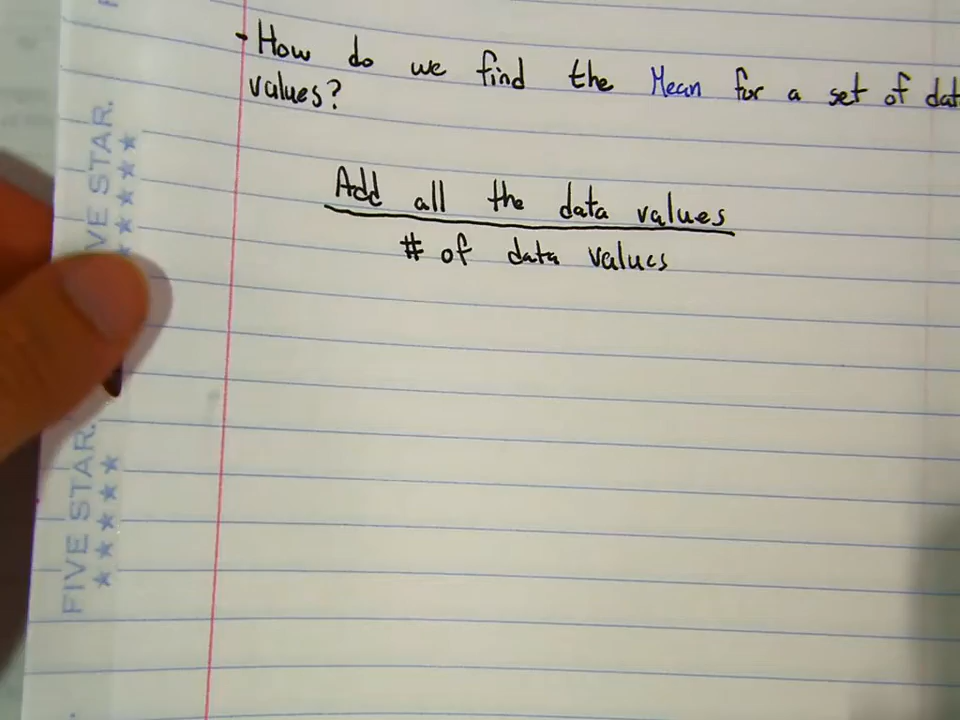 - How do we find the Mean for a set of dat
values?
Add all the data values
# of data values
VE STAR.
FIVE STAR.